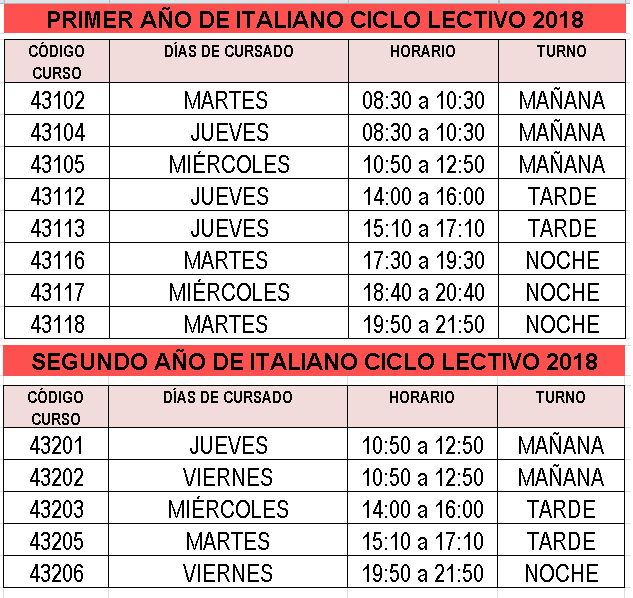 PRIMER AÑO DE ITALIANO CICLO LECTIVO 2018
CÓDIGO CURSO DÍAS DE CURSADO HORARIO TURNO
43102 MARTES 08:30 a 10:30 MAÑANA
43104 JUEVES 08:30 a 10:30 MAÑANA
43105 MIÉRCOLES 10:50 a 12:50 MAÑANA
43112 JUEVES 14:00 a 16:00 TARDE
43113 JUEVES 15:10 a 17:10 TARDE
43116 MARTES 17:30 a 19:30 NOCHE
43117 MIÉRCOLES 18:40 a 20:40 NOCHE
43118 MARTES 19:50 a 21:50 NOCHE
SEGUNDO AÑO DE ITALIANO CICLO LECTIVO 2018
CÓDIGO CURSO DÍAS DE CURSADO HORARIO TURNO
43201 JUEVES 10:50 a 12:50 MAÑANA
43202 VIERNES 10:50 a 12:50 MAÑANA
43203 MIÉRCOLES 14:00 a 16:00 TARDE
43205 MARTES 15:10 a 17:10 TARDE
43206 VIERNES 19:50 a 21:50 NOCHE